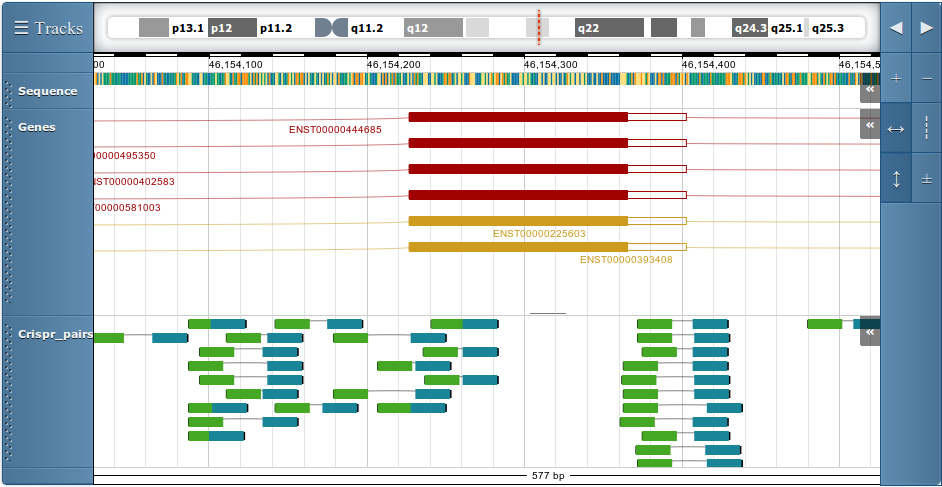 ☰ Tracks
p13.1 p12 p11.2 q11.2 q12 q22 q24.3 q25.1 q25.3
00 46,154,100 46,154,200 46,154,300 46,154,400 46,154,5
Sequence
«
Genes
«
ENST00000444685
00000495350
NST00000402583
T00000581003
ENST00000225603
ENST00000393408
Crispr_pairs
«
577 bp
◀ ▶
+ −
↔
↕ ±